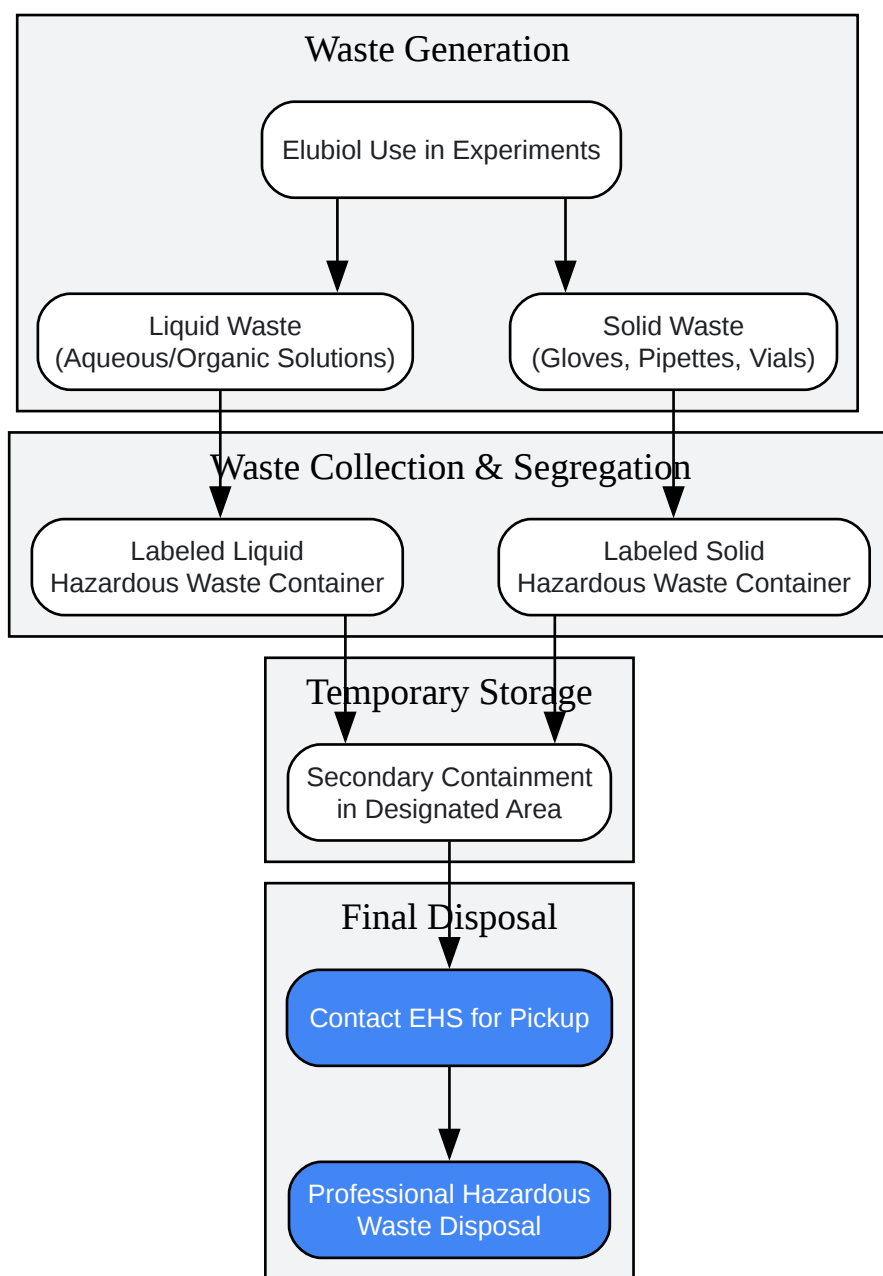 Waste Generation
Elubiol Use in Experiments
Liquid Waste
(Aqueous/Organic Solutions)
Solid Waste
(Gloves, Pipettes, Vials)
Waste Collection & Segregation
Labeled Liquid
Hazardous Waste Container
Labeled Solid
Hazardous Waste Container
Temporary Storage
Secondary Containment
in Designated Area
Final Disposal
Contact EHS for Pickup
Professional Hazardous
Waste Disposal